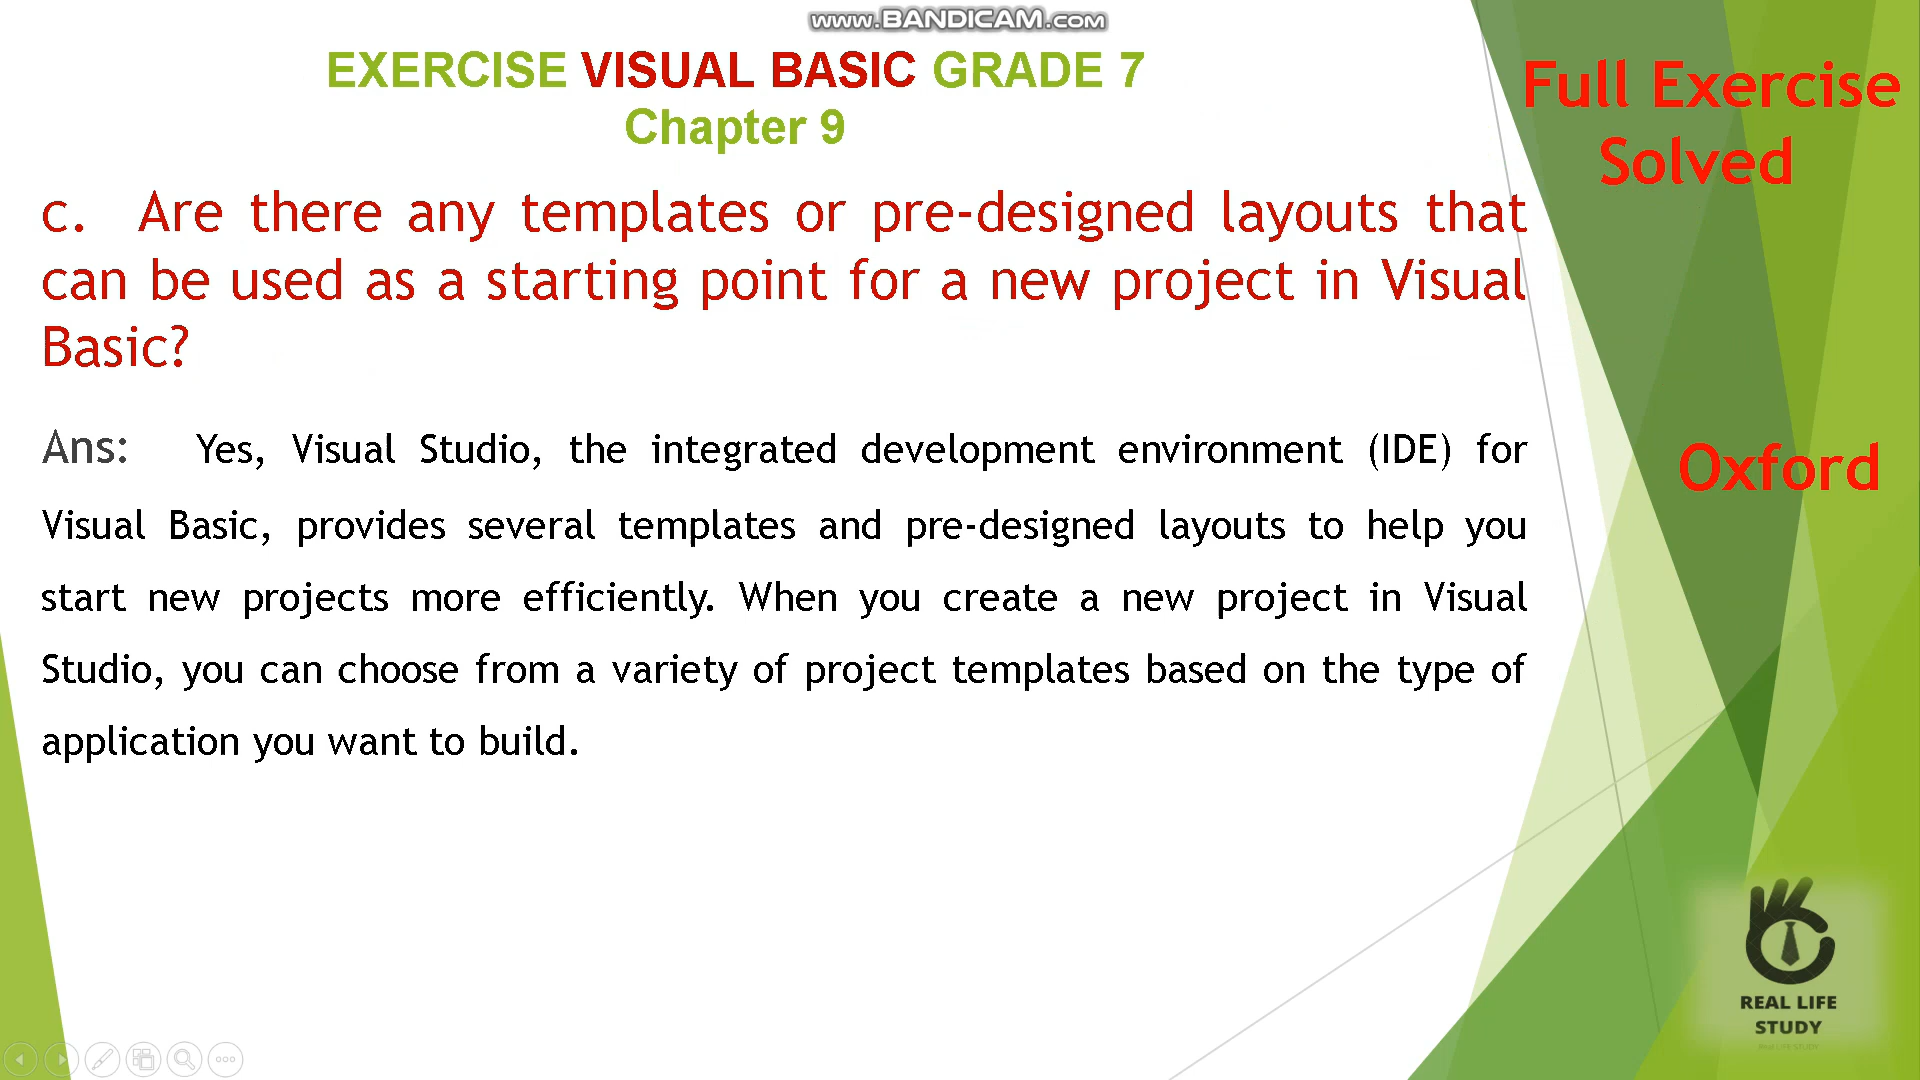 www.BANDICAM.com
EXERCISE VISUAL BASIC GRADE 7
Chapter 9
Full Exercise
Solved
c. Are there any templates or pre-designed layouts that
can be used as a starting point for a new project in Visual
Basic?
Ans: Yes, Visual Studio, the integrated development environment (IDE) for
Visual Basic, provides several templates and pre-designed layouts to help you
start new projects more efficiently. When you create a new project in Visual
Studio, you can choose from a variety of project templates based on the type of
application you want to build.
Oxford
REAL LIFE
STUDY